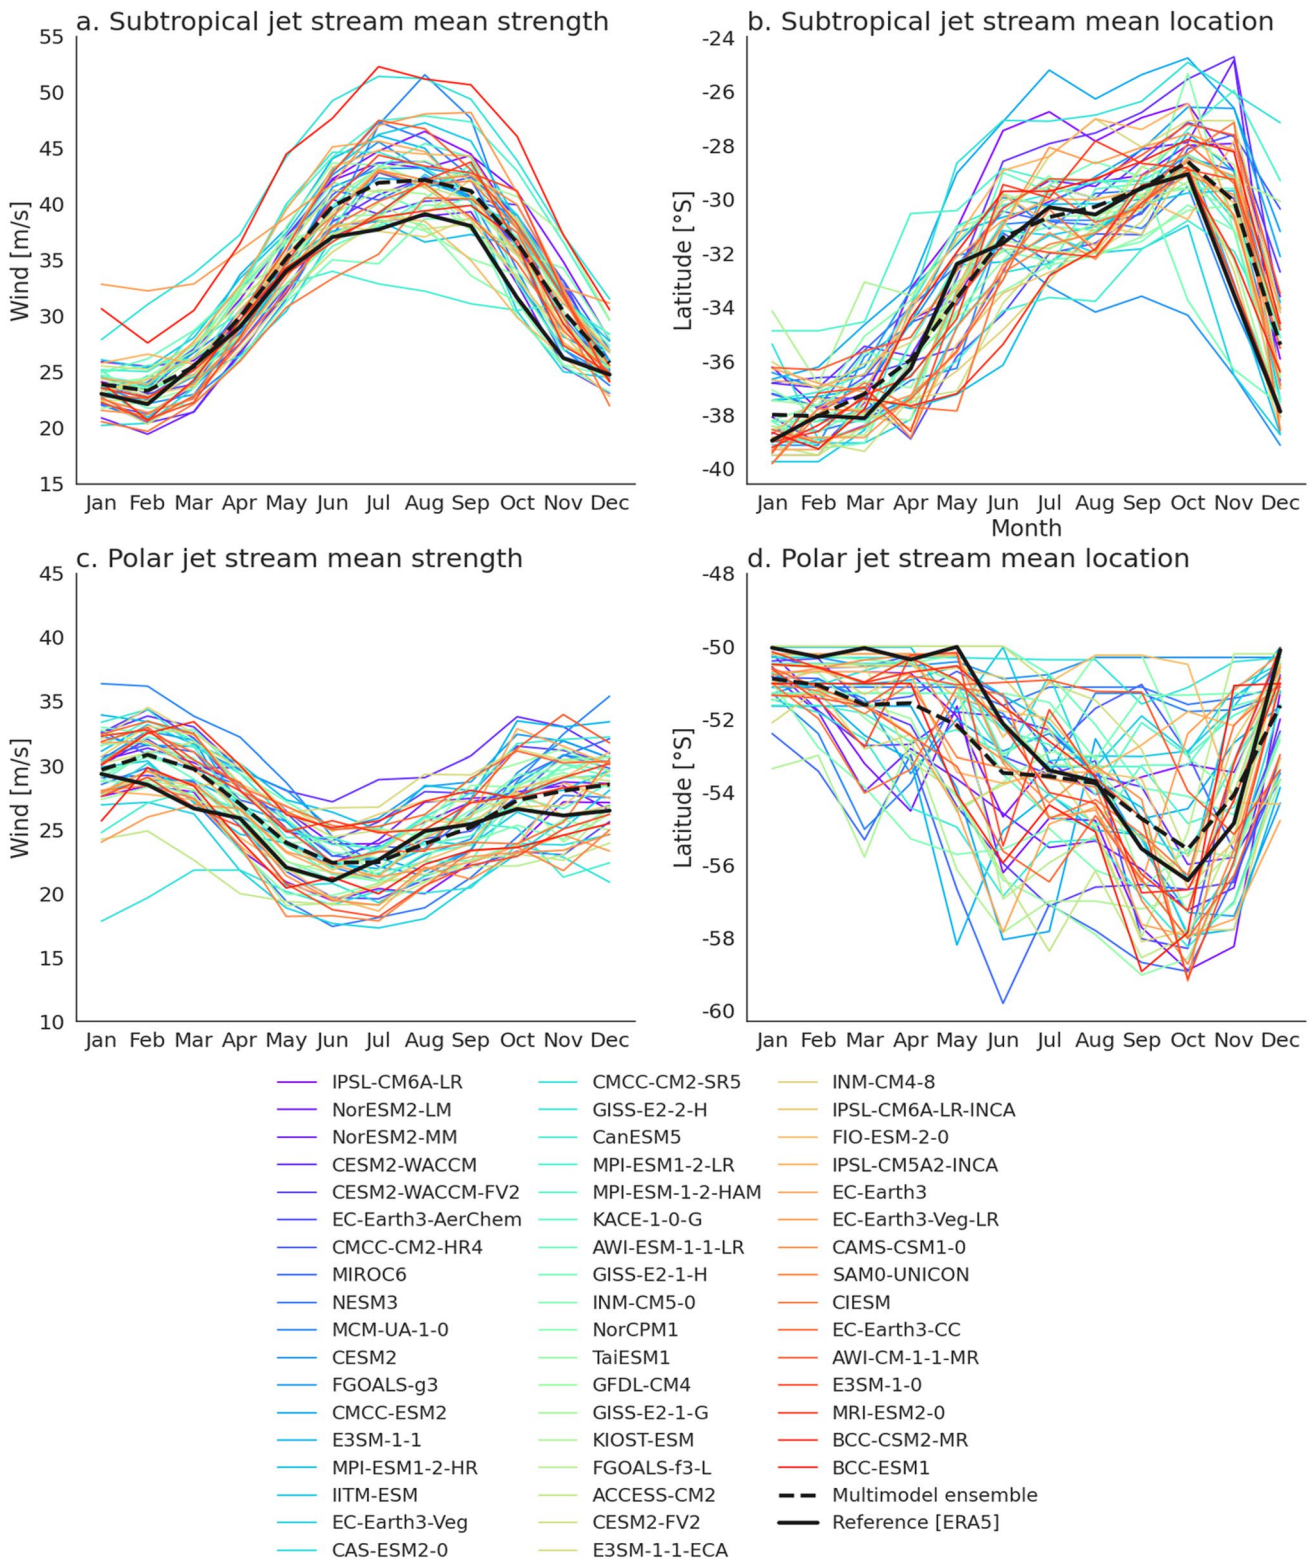 a. Subtropical jet stream mean strength
55
50
45
40
35
30
25
20
15
Wind [m/s]
Jan Feb Mar Apr May Jun Jul Aug Sep Oct Nov Dec
b. Subtropical jet stream mean location
-24
-26
-28
-30
-32
-34
-36
-38
-40
Latitude [°S]
Jan Feb Mar Apr May Jun Jul Aug Sep Oct Nov Dec
Month
c. Polar jet stream mean strength
45
40
35
30
25
20
15
10
Wind [m/s]
Jan Feb Mar Apr May Jun Jul Aug Sep Oct Nov Dec
d. Polar jet stream mean location
-48
-50
-52
-54
-56
-58
-60
Latitude [°S]
Jan Feb Mar Apr May Jun Jul Aug Sep Oct Nov Dec
IPSL-CM6A-LR
NorESM2-LM
NorESM2-MM
CESM2-WACCM
CESM2-WACCM-FV2
EC-Earth3-AerChem
CMCC-CM2-HR4
MIROC6
NESM3
MCM-UA-1-0
CESM2
FGOALS-g3
CMCC-ESM2
E3SM-1-1
MPI-ESM1-2-HR
IITM-ESM
EC-Earth3-Veg
CAS-ESM2-0
CMCC-CM2-SR5
GISS-E2-2-H
CanESM5
MPI-ESM1-2-LR
MPI-ESM-1-2-HAM
KACE-1-0-G
AWI-ESM-1-1-LR
GISS-E2-1-H
INM-CM5-0
NorCPM1
TaiESM1
GFDL-CM4
GISS-E2-1-G
KIOST-ESM
FGOALS-f3-L
ACCESS-CM2
CESM2-FV2
E3SM-1-1-ECA
INM-CM4-8
IPSL-CM6A-LR-INCA
FIO-ESM-2-0
IPSL-CM5A2-INCA
EC-Earth3
EC-Earth3-Veg-LR
CAMS-CSM1-0
SAM0-UNICON
CIESM
EC-Earth3-CC
AWI-CM-1-1-MR
E3SM-1-0
MRI-ESM2-0
BCC-CSM2-MR
BCC-ESM1
Multimodel ensemble
Reference [ERA5]